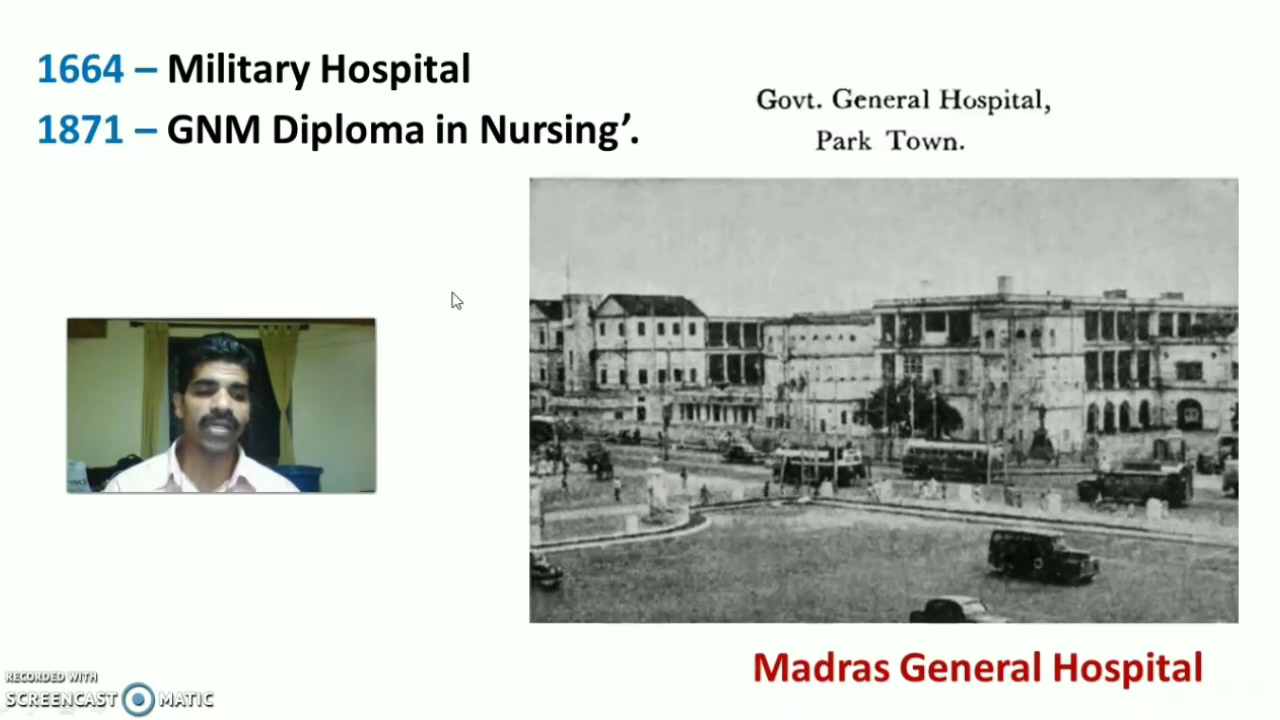 1664 – Military Hospital
1871 – GNM Diploma in Nursing’.
Govt. General Hospital,
Park Town.
Madras General Hospital
RECORDED WITH
SCREENCAST MATIC